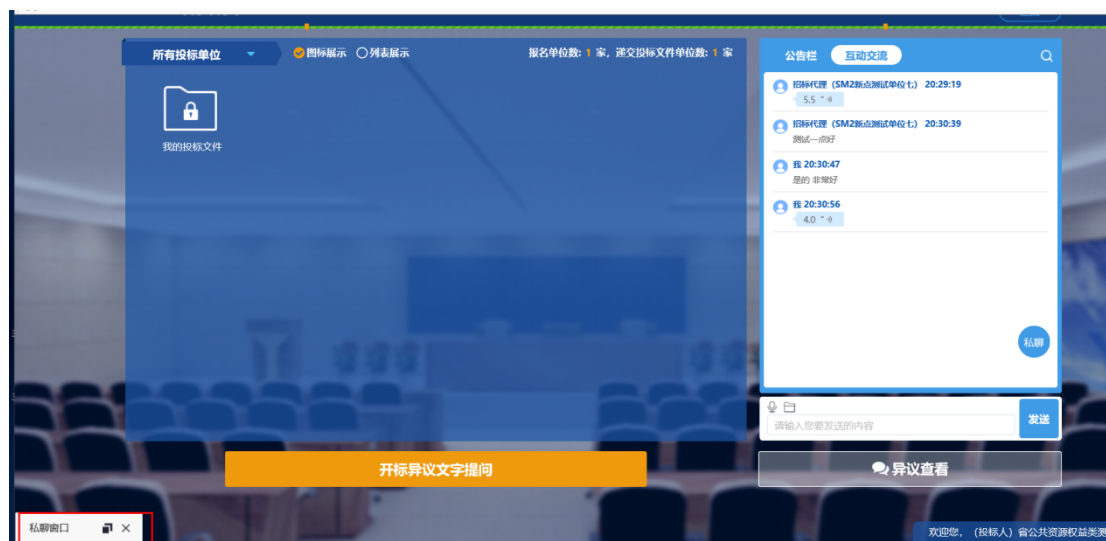 所有投标单位
图标展示 列表展示
报名单位数: 1 家, 递交投标文件单位数: 1 家
我的投标文件
公告栏 互动交流
招标代理 (SM2新点测试单位七) 20:29:19
5.5 "
招标代理 (SM2新点测试单位七) 20:30:39
测试一点好
我 20:30:47
是的 非常好
我 20:30:56
4.0 "
私聊
请输入您要发送的内容
发送
开标异议文字提问
异议查看
私聊窗口
欢迎您, (投标人) 省公共资源权益类测